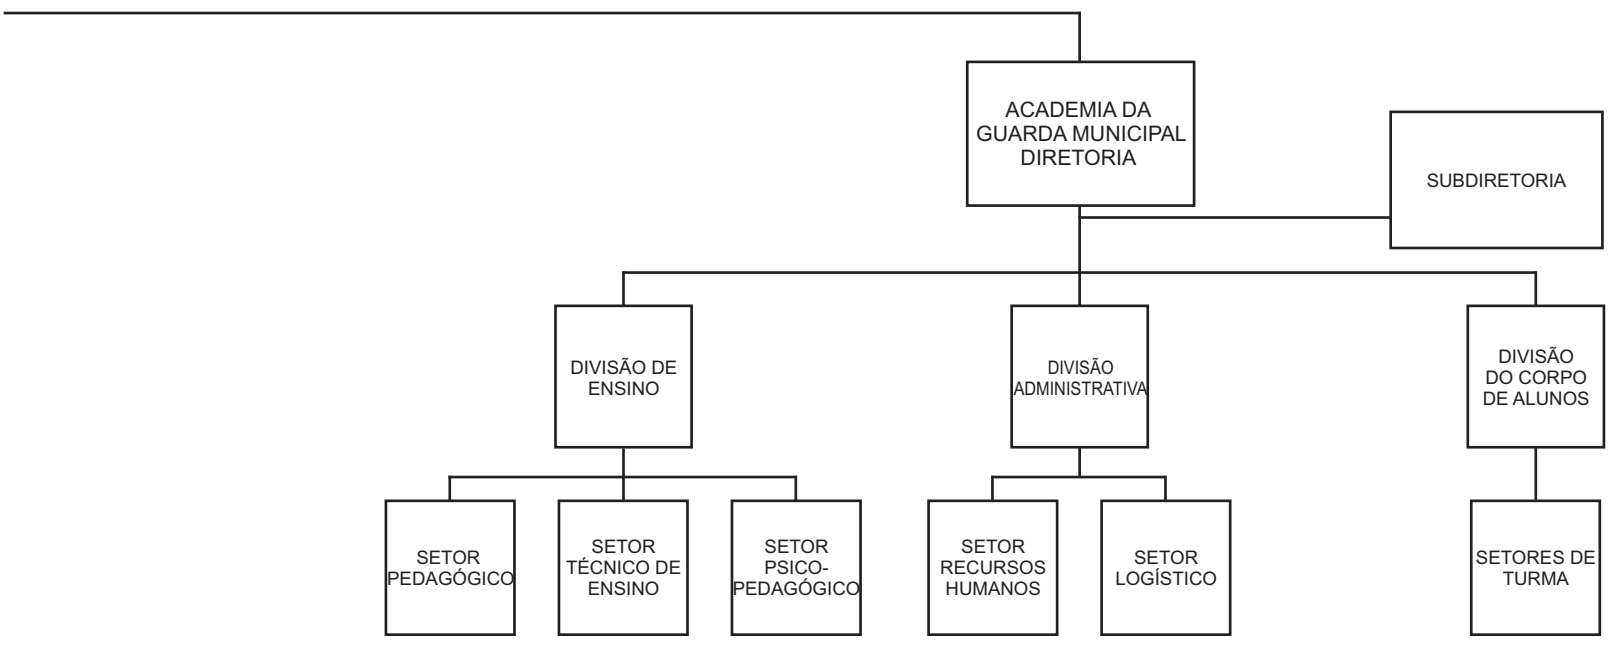 ACADEMIA DA
GUARDA MUNICIPAL
DIRETORIA
SUBDIRETORIA
DIVISÃO DE
ENSINO
DIVISÃO
ADMINISTRATIVA
DIVISÃO
DO CORPO
DE ALUNOS
SETOR
PEDAGÓGICO
SETOR
TÉCNICO DE
ENSINO
SETOR
PSICO-
PEDAGÓGICO
SETOR
RECURSOS
HUMANOS
SETOR
LOGÍSTICO
SETORES DE
TURMA